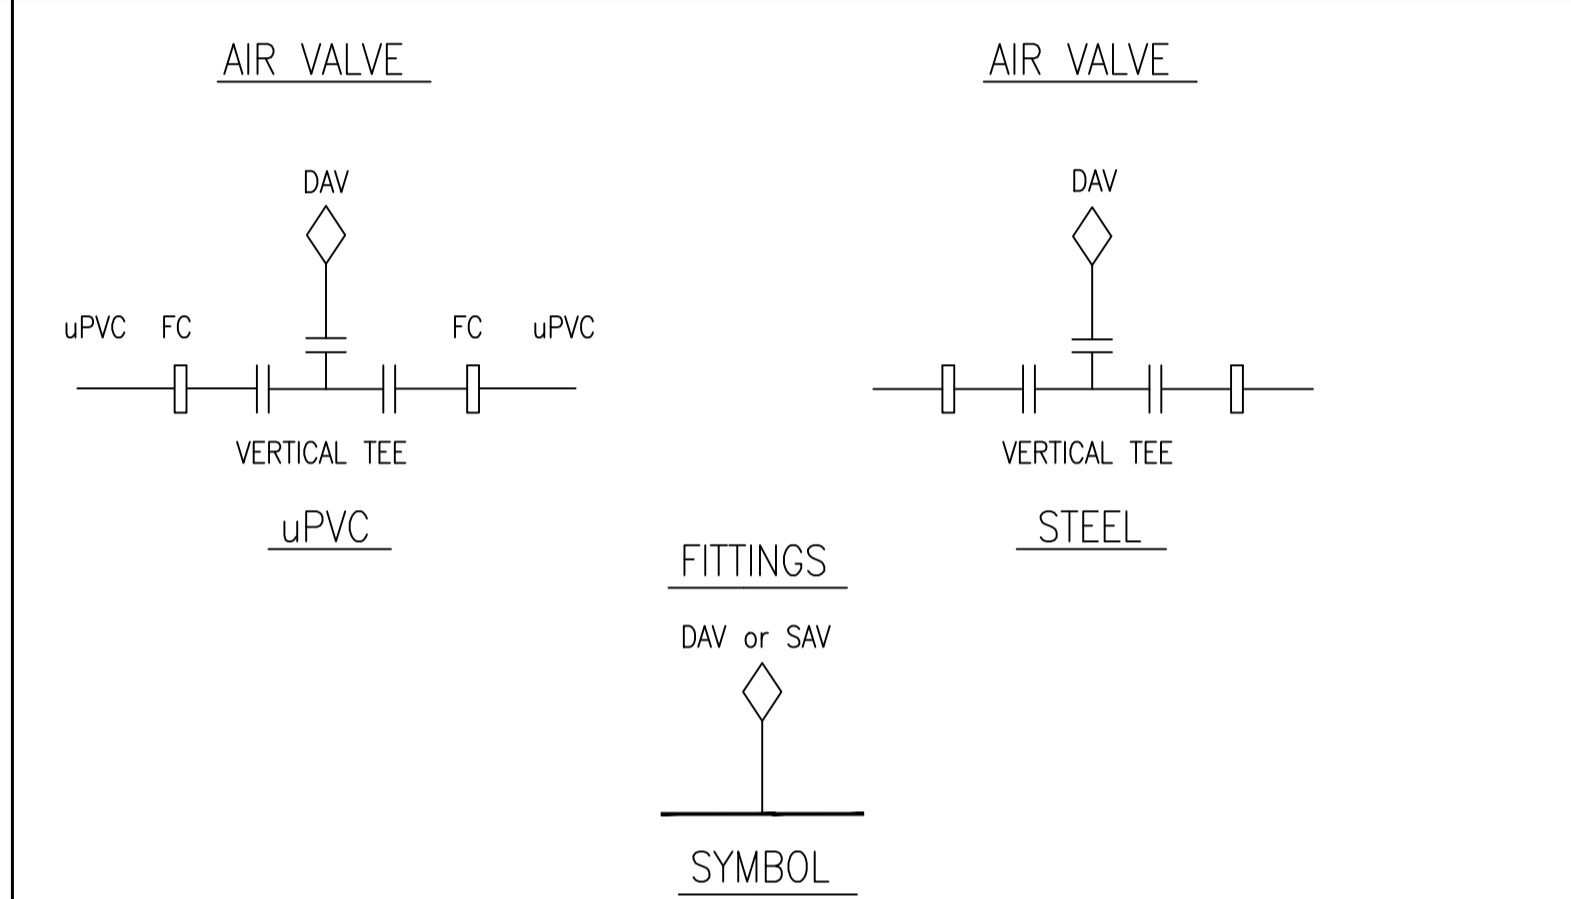 AIR VALVE
AIR VALVE
DAV
DAV
uPVC FC FC uPVC
VERTICAL TEE
VERTICAL TEE
uPVC
STEEL
FITTINGS
DAV or SAV
SYMBOL